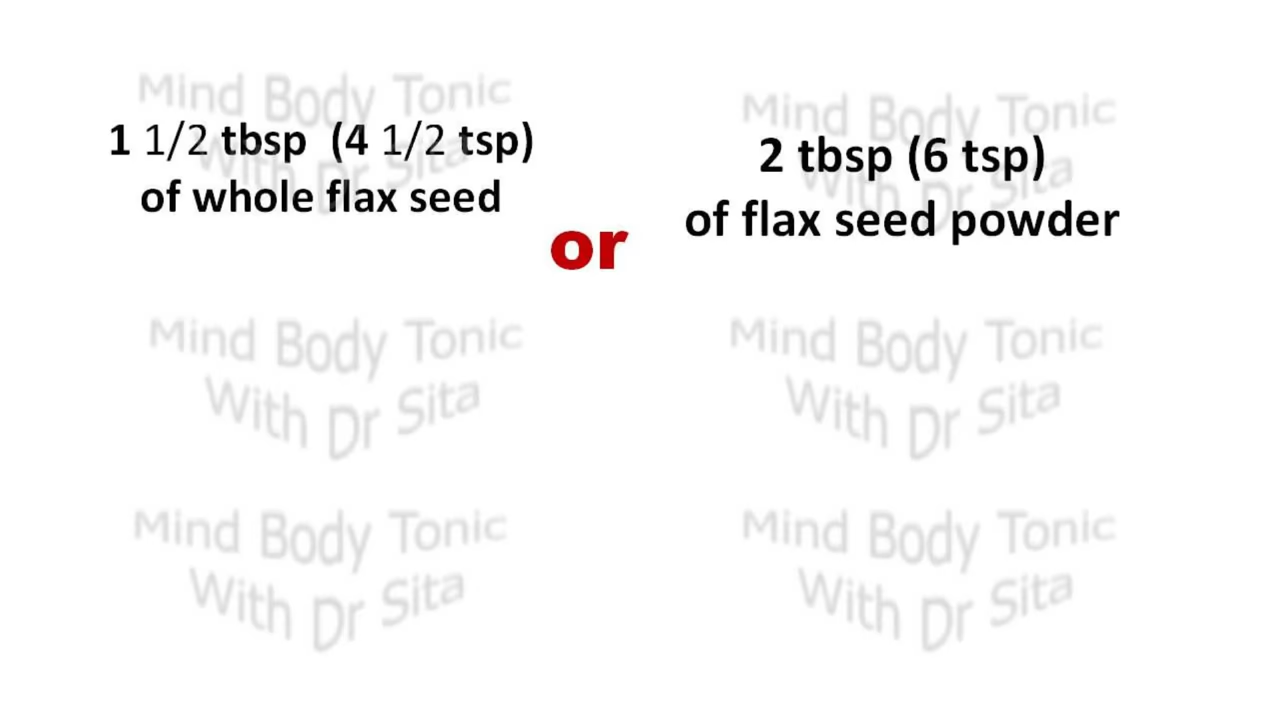 Mind Body Tonic
With Dr Sita
1 1/2 tbsp (4 1/2 tsp)
of whole flax seed
or
Mind Body Tonic
With Dr Sita
2 tbsp (6 tsp)
of flax seed powder
Mind Body Tonic
With Dr Sita
Mind Body Tonic
With Dr Sita
Mind Body Tonic
With Dr Sita
Mind Body Tonic
With Dr Sita